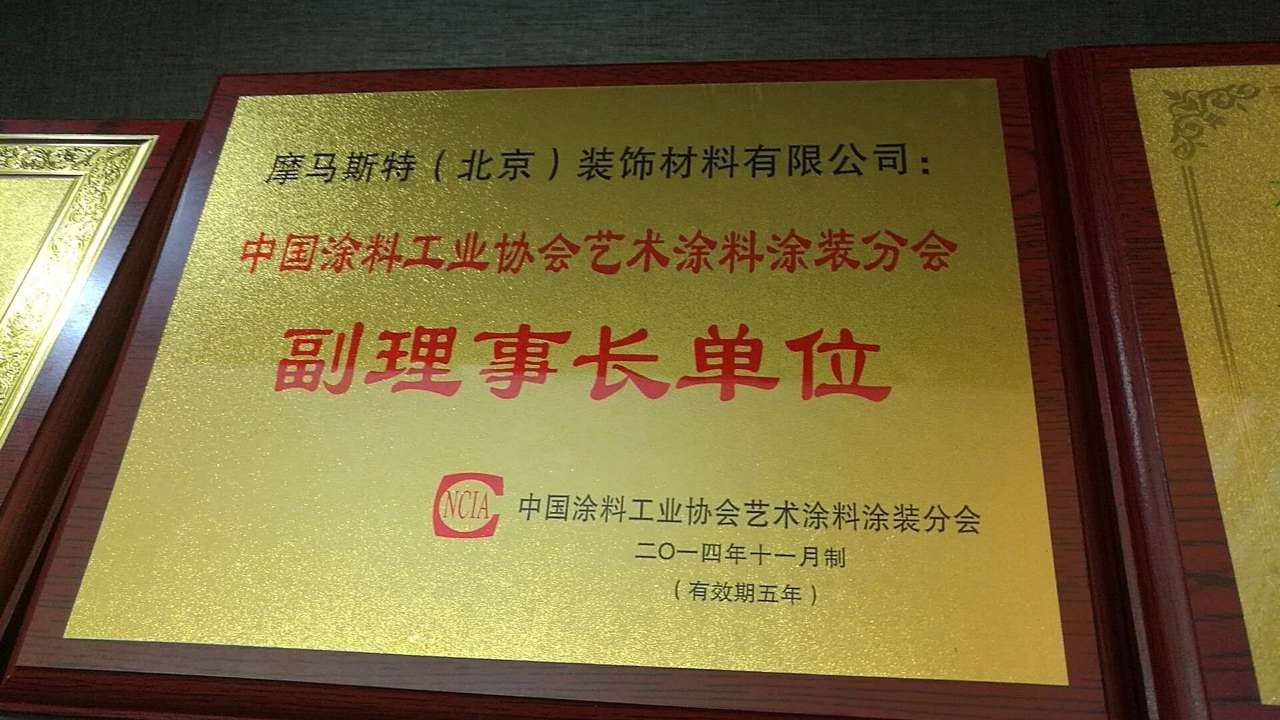 摩马斯特（北京）装饰材料有限公司：
中国涂料工业协会艺术涂料涂装分会
副理事长单位
NCIA 中国涂料工业协会艺术涂料涂装分会
二〇一四年十一月制
（有效期五年）